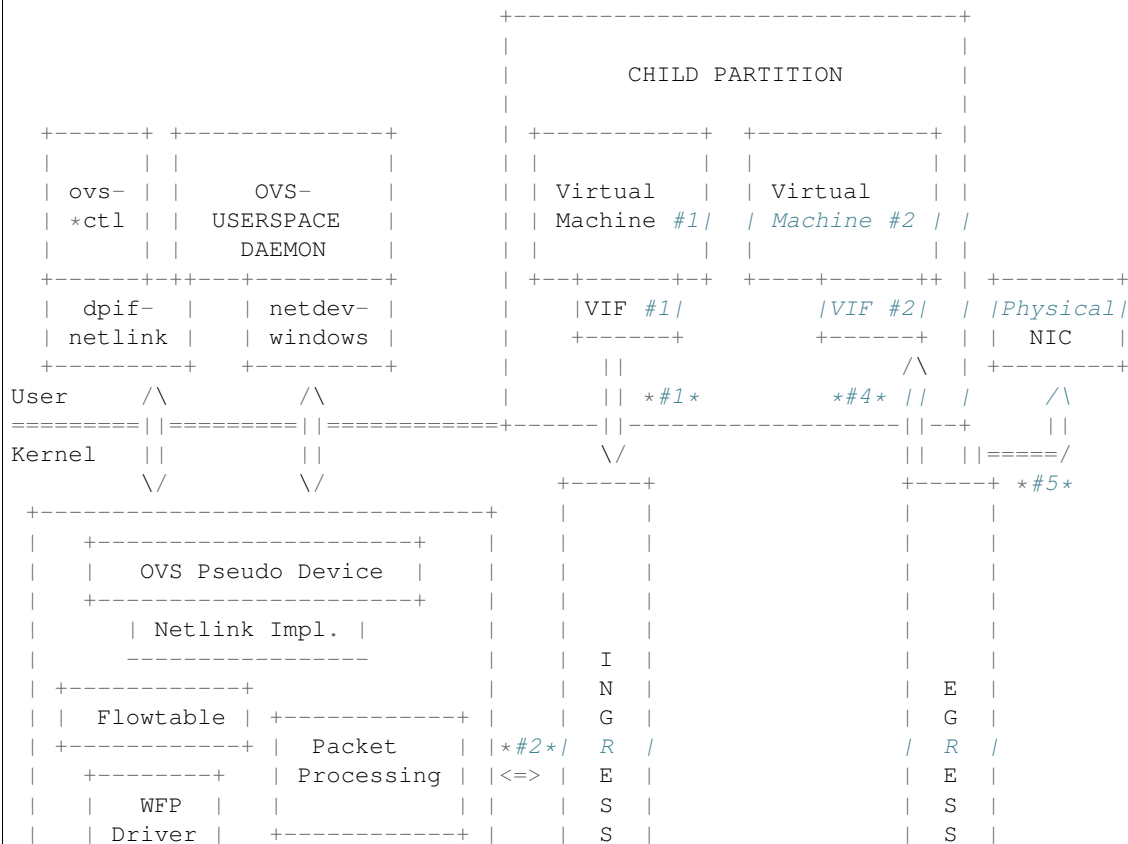 +------------------------------------------+
                                              |                                          |
                                              |           CHILD PARTITION                |
                                              |                                          |
   +------+ +--------------+          | +-----------+  +------------+ |
   |      | |              |          | |           |  |            | |
   | ovs- | |     OVS-     |          | | Virtual   |  | Virtual    | |
   | *ctl | |  USERSPACE   |          | | Machine #1|  | Machine #2 | |
   |      | |    DAEMON    |          | |           |  |            | |
   +------+-++---+---------+          | +--+------+-+  +----+------++ |  +--------+
   |  dpif-  |   | netdev- |          |    |VIF #1|         |VIF #2|  |  |Physical|
   | netlink |   | windows |          |    +------+         +------+  |  |  NIC   |
   +---------+   +---------+          |      ||                   /\  |  +--------+
User     /\         /\                |      || *#1*         *#4* ||  |      /\
=========||=========||================+------||-------------------||--+      ||
Kernel   ||         ||                       \/                   ||  ||=====/
         \/         \/                    +-----+                 +-----+ *#5*
 +-------------------------------+    |     |                 |     |
 |   +----------------------+    |    |     |                 |     |
 |   |   OVS Pseudo Device  |    |    |     |                 |     |
 |   +----------------------+    |    |     |                 |     |
 |      | Netlink Impl. |        |    |     |                 |     |
 |      -----------------        |    |  I  |                 |     |
 | +------------+                |    |  N  |                 |  E  |
 | |  Flowtable | +------------+ |    |  G  |                 |  G  |
 | +------------+ |  Packet    | |*#2*|  R  |                 |  R  |
 |   +--------+   | Processing | |<=> |  E  |                 |  E  |
 |   |   WFP  |   |            | |    |  S  |                 |  S  |
 |   | Driver |   +------------+ |    |  S  |                 |  S  |